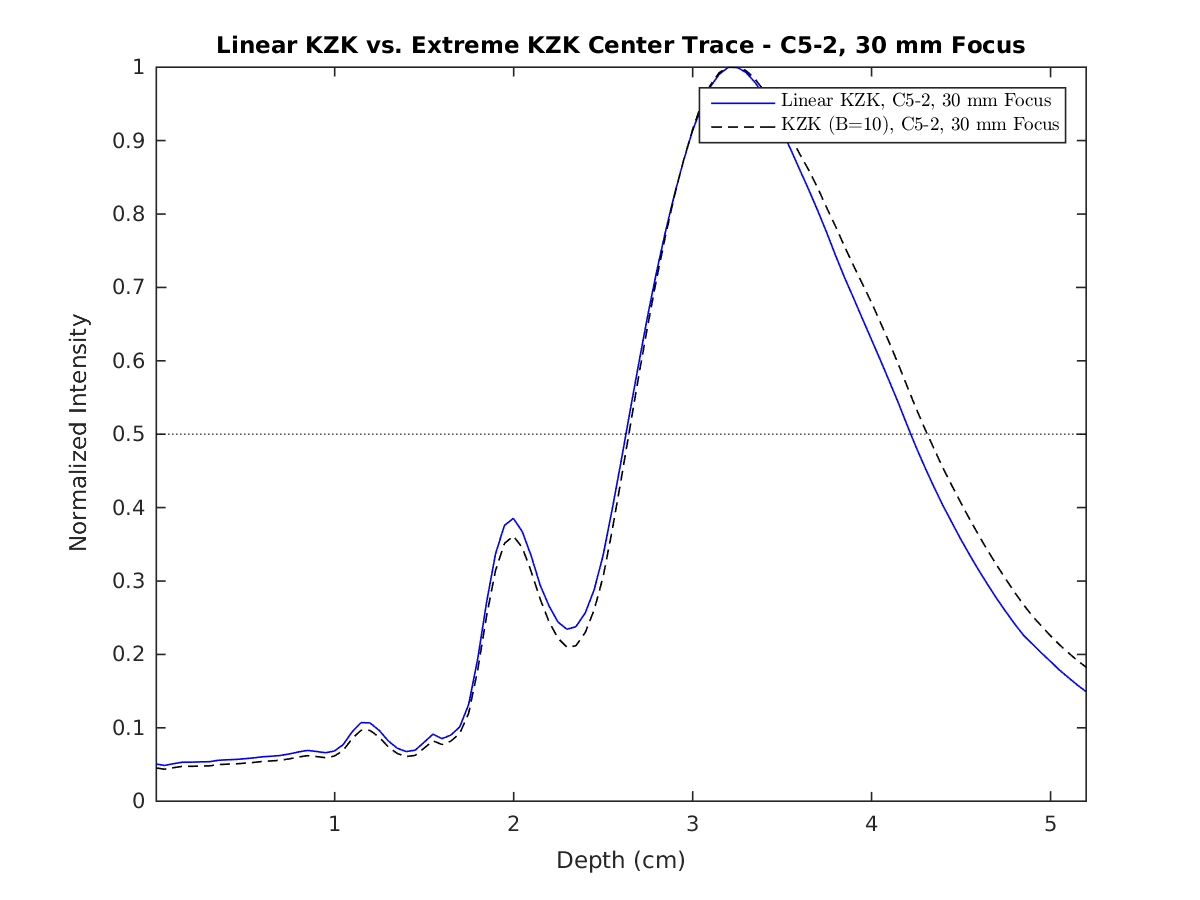 Linear KZK vs. Extreme KZK Center Trace - C5-2, 30 mm Focus
1
Linear KZK, C5-2, 30 mm Focus
KZK (B=10), C5-2, 30 mm Focus
0.9
0.8
0.7
0.6
0.5
0.4
0.3
0.2
0.1
0
Normalized Intensity
1 2 3 4 5
Depth (cm)